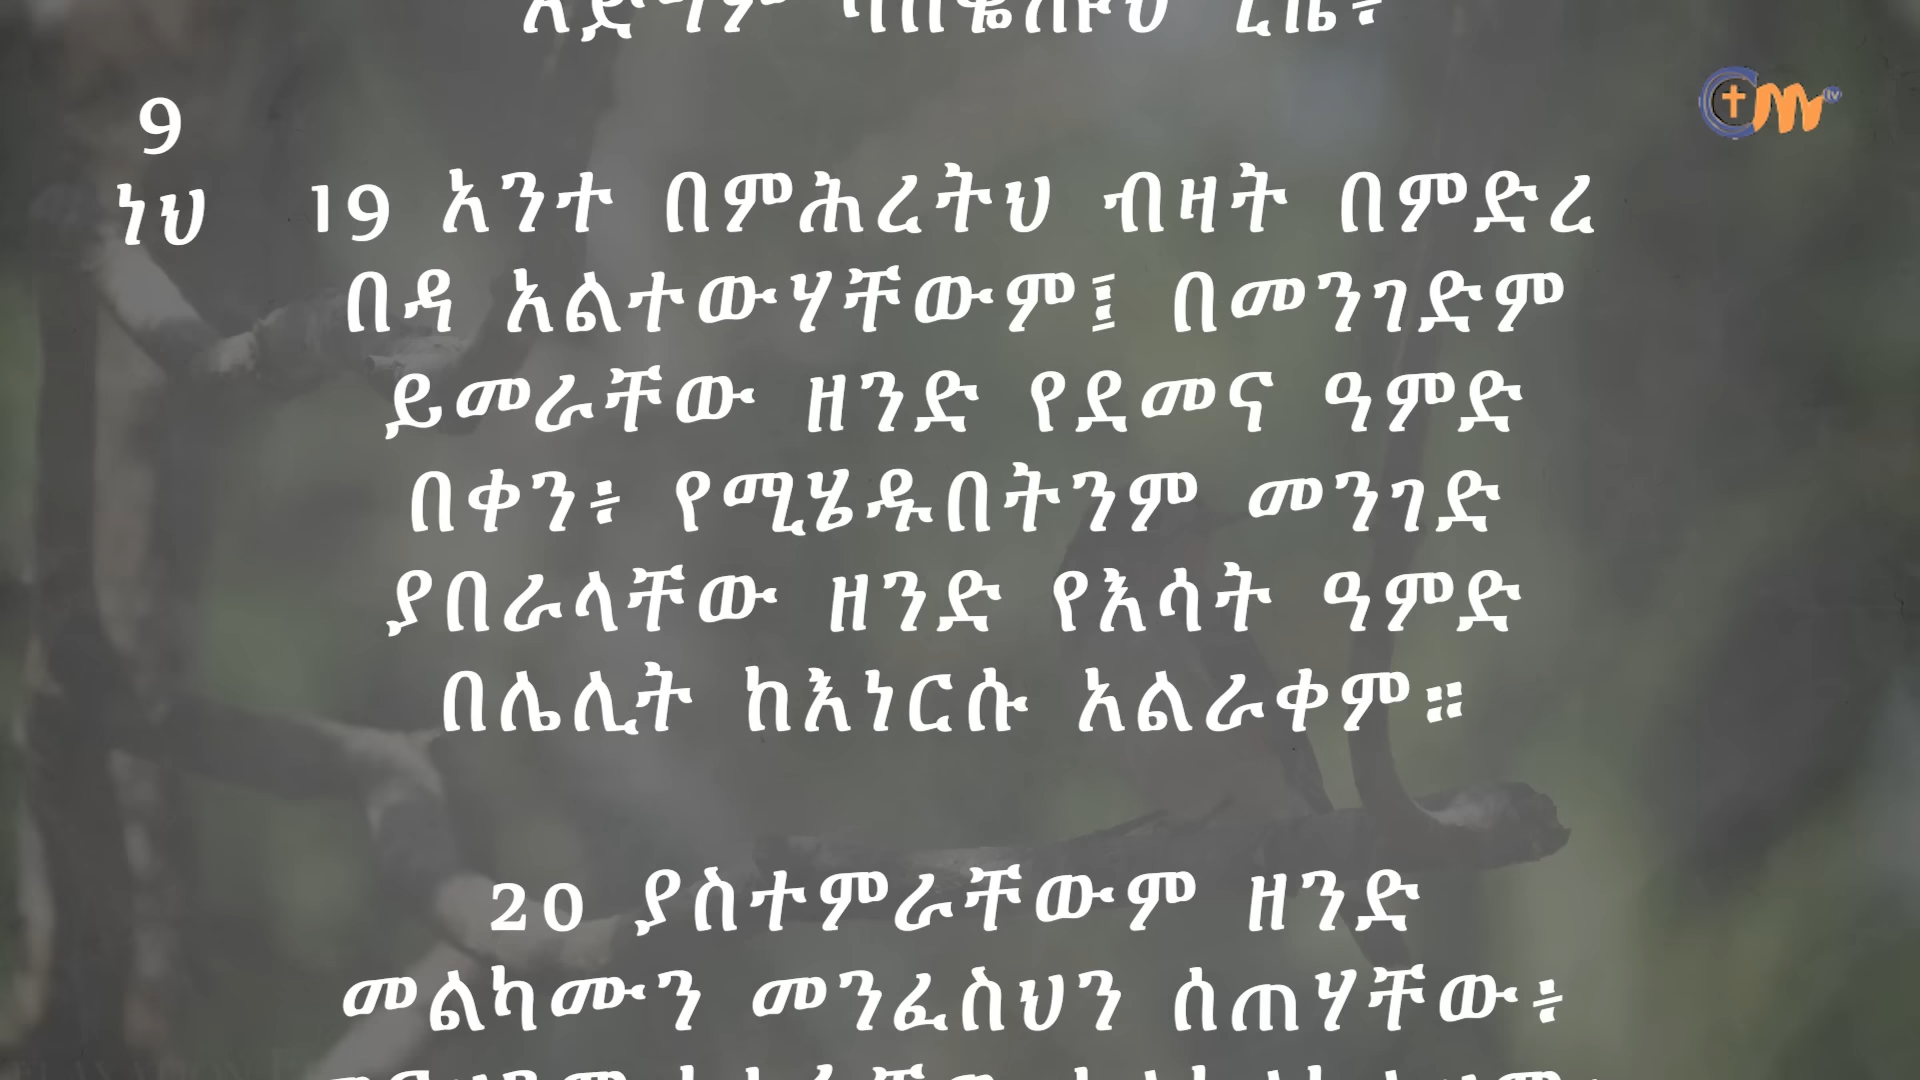 ጊዜ፥
9
ነህ
19 አንተ በምሕረትህ ብዛት በምድረ
በዳ አልተውሃቸውም፤ በመንገድም
ይመራቸው ዘንድ የደመና ዓምድ
በቀን፥ የሚሄዱበትንም መንገድ
ያበራላቸው ዘንድ የእሳት ዓምድ
በሌሊት ከእነርሱ አልራቀም።
20 ያስተምራቸውም ዘንድ
መልካሙን መንፈስህን ሰጠሃቸው፥